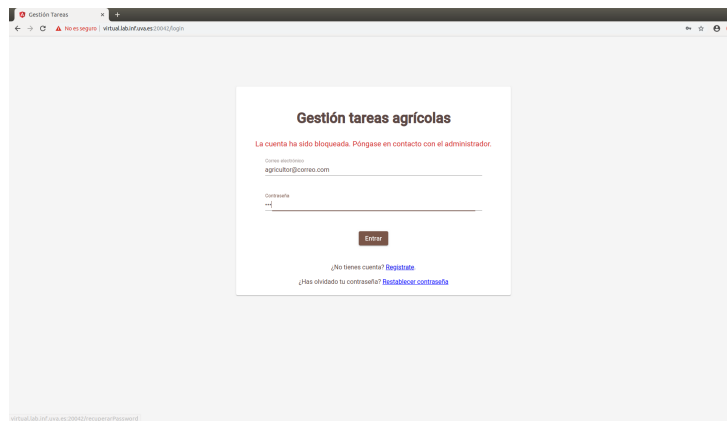 Gestión Tareas
No es seguro | virtual.lab.inf.uva.es:20042/login
Gestión tareas agrícolas
La cuenta ha sido bloqueada. Póngase en contacto con el administrador.
Correo electrónico
agricultor@correo.com
Contraseña
Entrar
¿No tienes cuenta? Registrate
¿Has olvidado tu contraseña? Restablecer contraseña
virtual.lab.inf.uva.es:20042/recuperarPassword